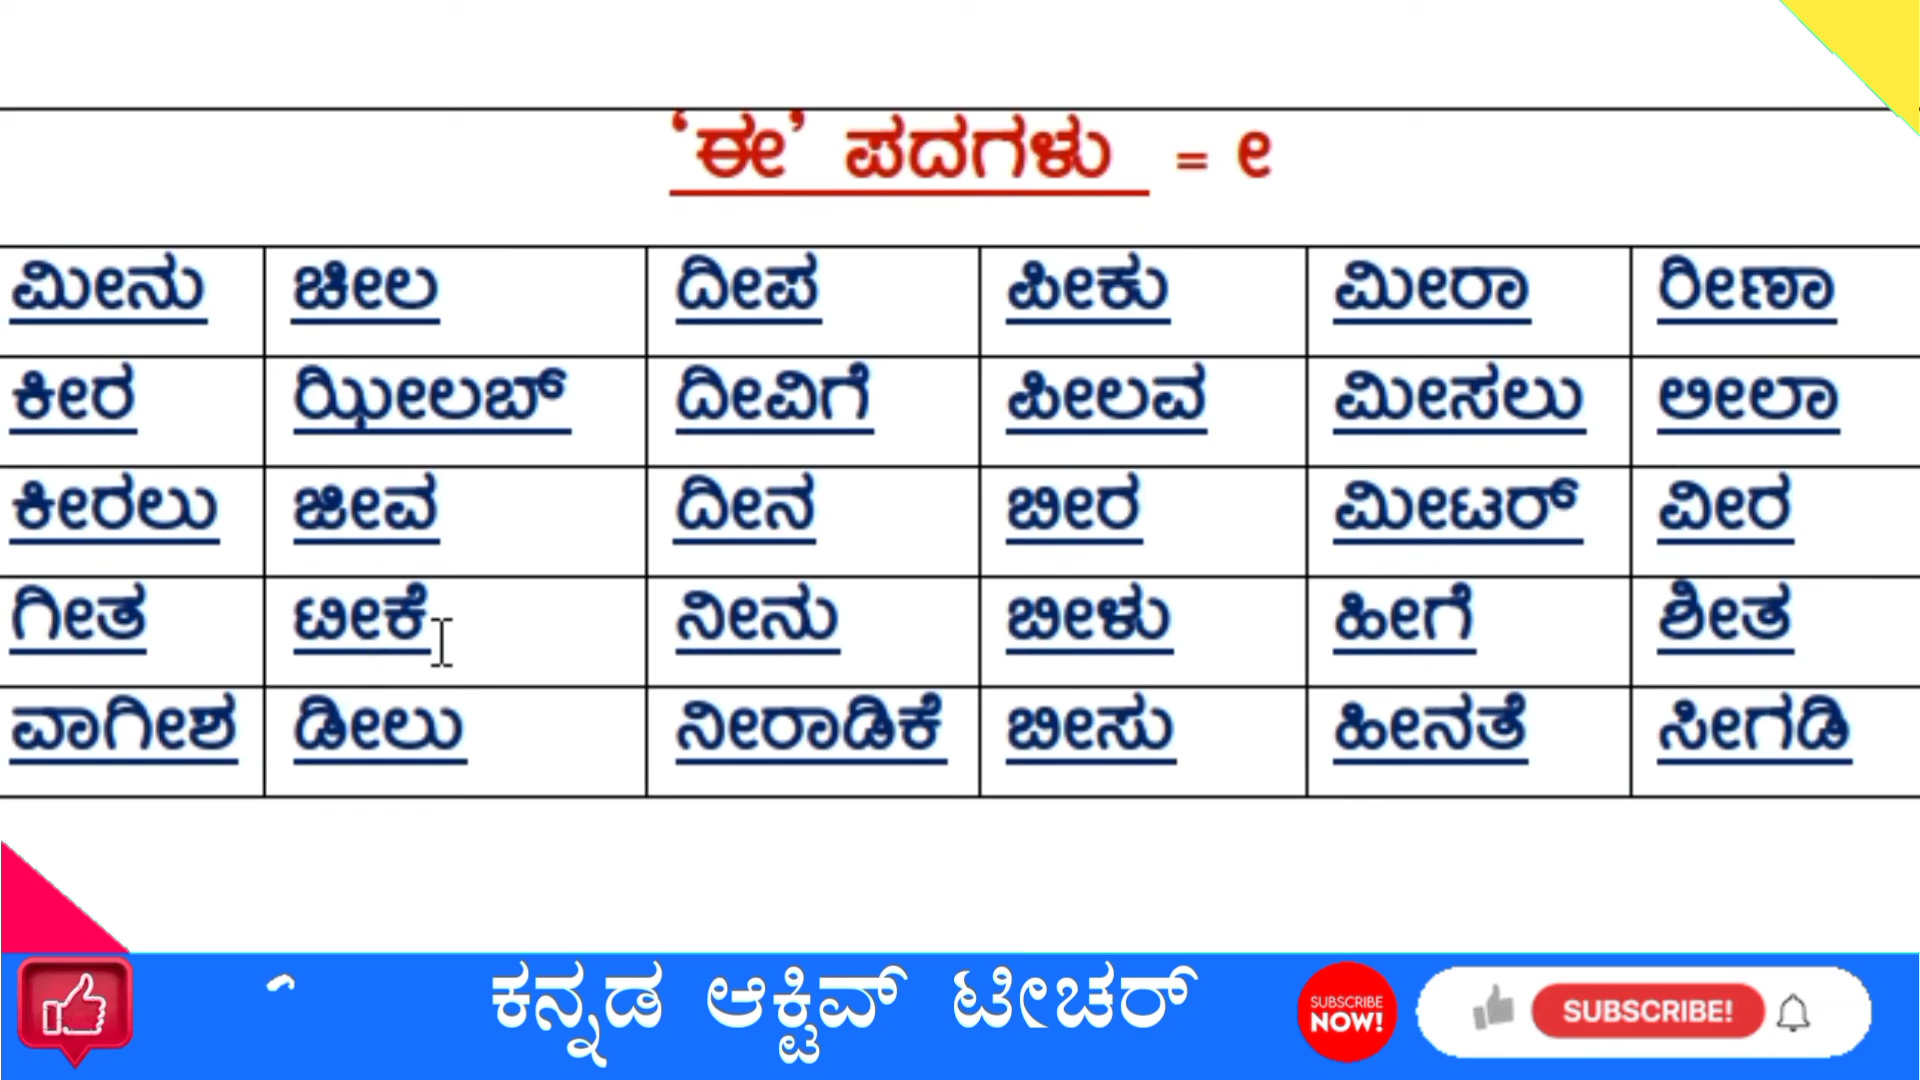 ‘ಈ’ ಪದಗಳು = ೀ
ಮೀನು ಚೀಲ ದೀಪ ಪೀಕು ಮೀರಾ ರೀಣಾ
ಕೀರ ಝೀಲಬ್ ದೀವಿಗೆ ಪೀಲವ ಮೀಸಲು ಲೀಲಾ
ಕೀರಲು ಜೀವ ದೀನ ಬೀರ ಮೀಟರ್ ವೀರ
ಗೀತ ಟೀಕೆ ನೀನು ಬೀಳು ಹೀಗೆ ಶೀತ
ವಾಗೀಶ ಡೀಲು ನೀರಾಡಿಕೆ ಬೀಸು ಹೀನತೆ ಸೀಗಡಿ
ಕನ್ನಡ ಆಕ್ಟಿವ್ ಟೀಚರ್
SUBSCRIBE
NOW!
SUBSCRIBE!